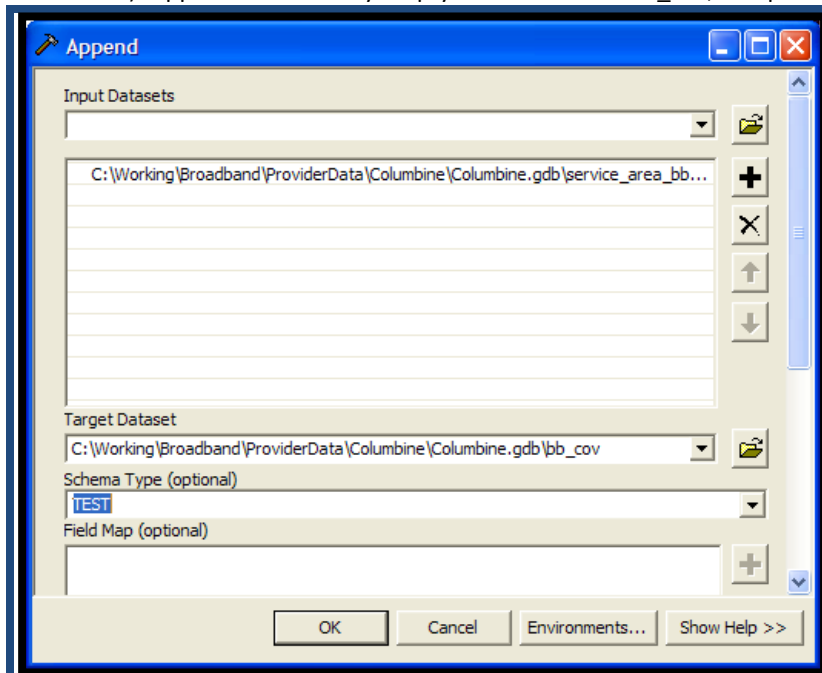 Append
Input Datasets
C:\Working\Broadband\ProviderData\Columbine\Columbine.gdb\service_area_bb...
Target Dataset
C:\Working\Broadband\ProviderData\Columbine\Columbine.gdb\bb_cov
Schema Type (optional)
TEST
Field Map (optional)
OK Cancel Environments... Show Help >>